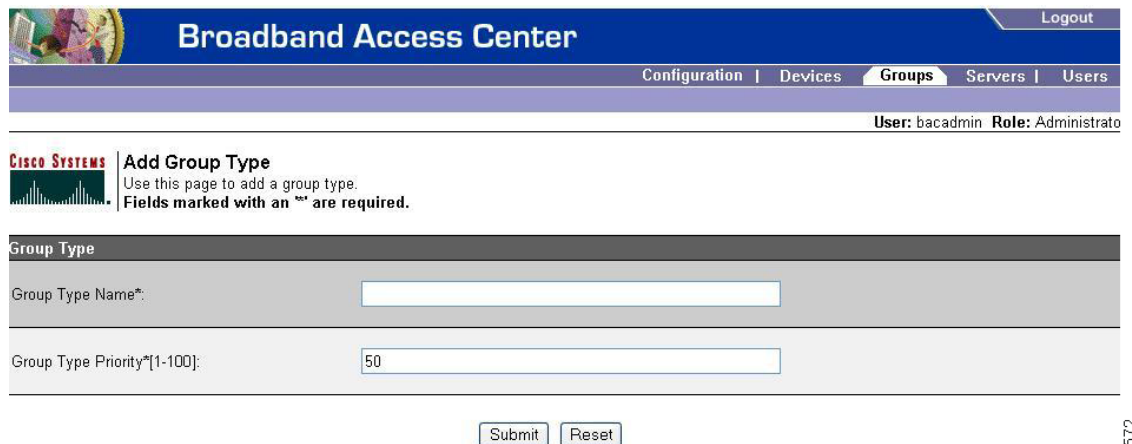 Broadband Access Center
Logout
Configuration | Devices Groups Servers | Users
User: bacadmin Role: Administrato
CISCO SYSTEMS
Add Group Type
Use this page to add a group type.
Fields marked with an '*' are required.
Group Type
Group Type Name*:
Group Type Priority*[1-100]: 50
Submit Reset